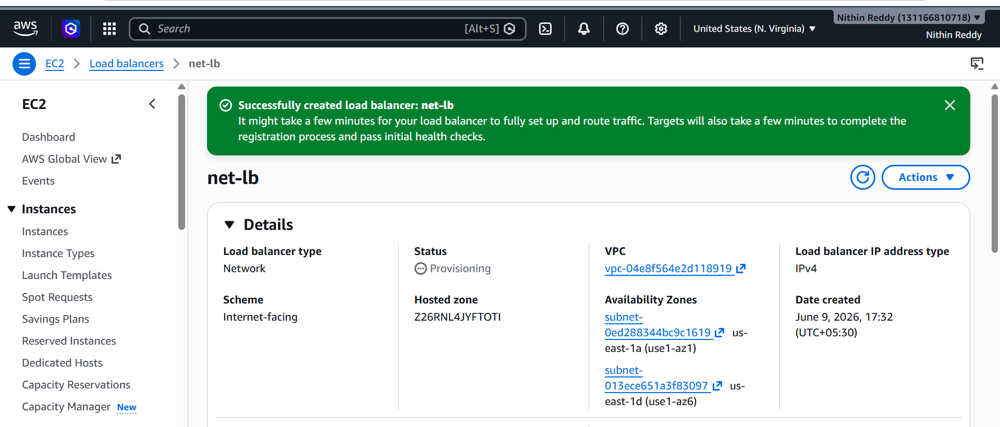 aws
Search
[Alt+S]
United States (N. Virginia)
Nithin Reddy (131166810718)
Nithin Reddy
EC2
Load balancers
net-lb
EC2
Dashboard
AWS Global View
Events
Instances
Instances
Instance Types
Launch Templates
Spot Requests
Savings Plans
Reserved Instances
Dedicated Hosts
Capacity Reservations
Capacity Manager New
Successfully created load balancer: net-lb
It might take a few minutes for your load balancer to fully set up and route traffic. Targets will also take a few minutes to complete the
registration process and pass initial health checks.
net-lb
Actions
Details
Load balancer type
Network
Scheme
Internet-facing
Status
Provisioning
Hosted zone
Z26RNL4JYFTOTI
VPC
vpc-04e8f564e2d118919
Availability Zones
subnet-
0ed288344bc9c1619 us-
east-1a (use1-az1)
subnet-
013ece651a3f83097 us-
east-1d (use1-az6)
Load balancer IP address type
IPv4
Date created
June 9, 2026, 17:32
(UTC+05:30)